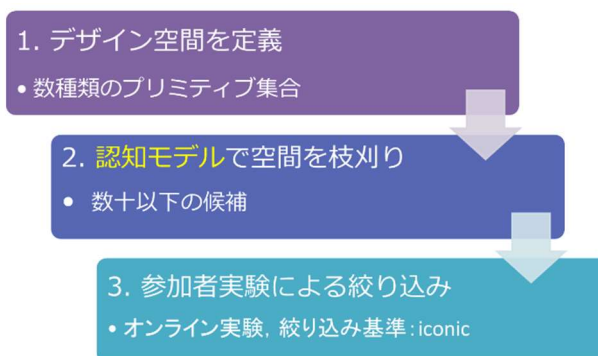 1. デザイン空間を定義
• 数種類のプリミティブ集合
2. 認知モデルで空間を枝刈り
• 数十以下の候補
3. 参加者実験による絞り込み
• オンライン実験, 絞り込み基準:iconic